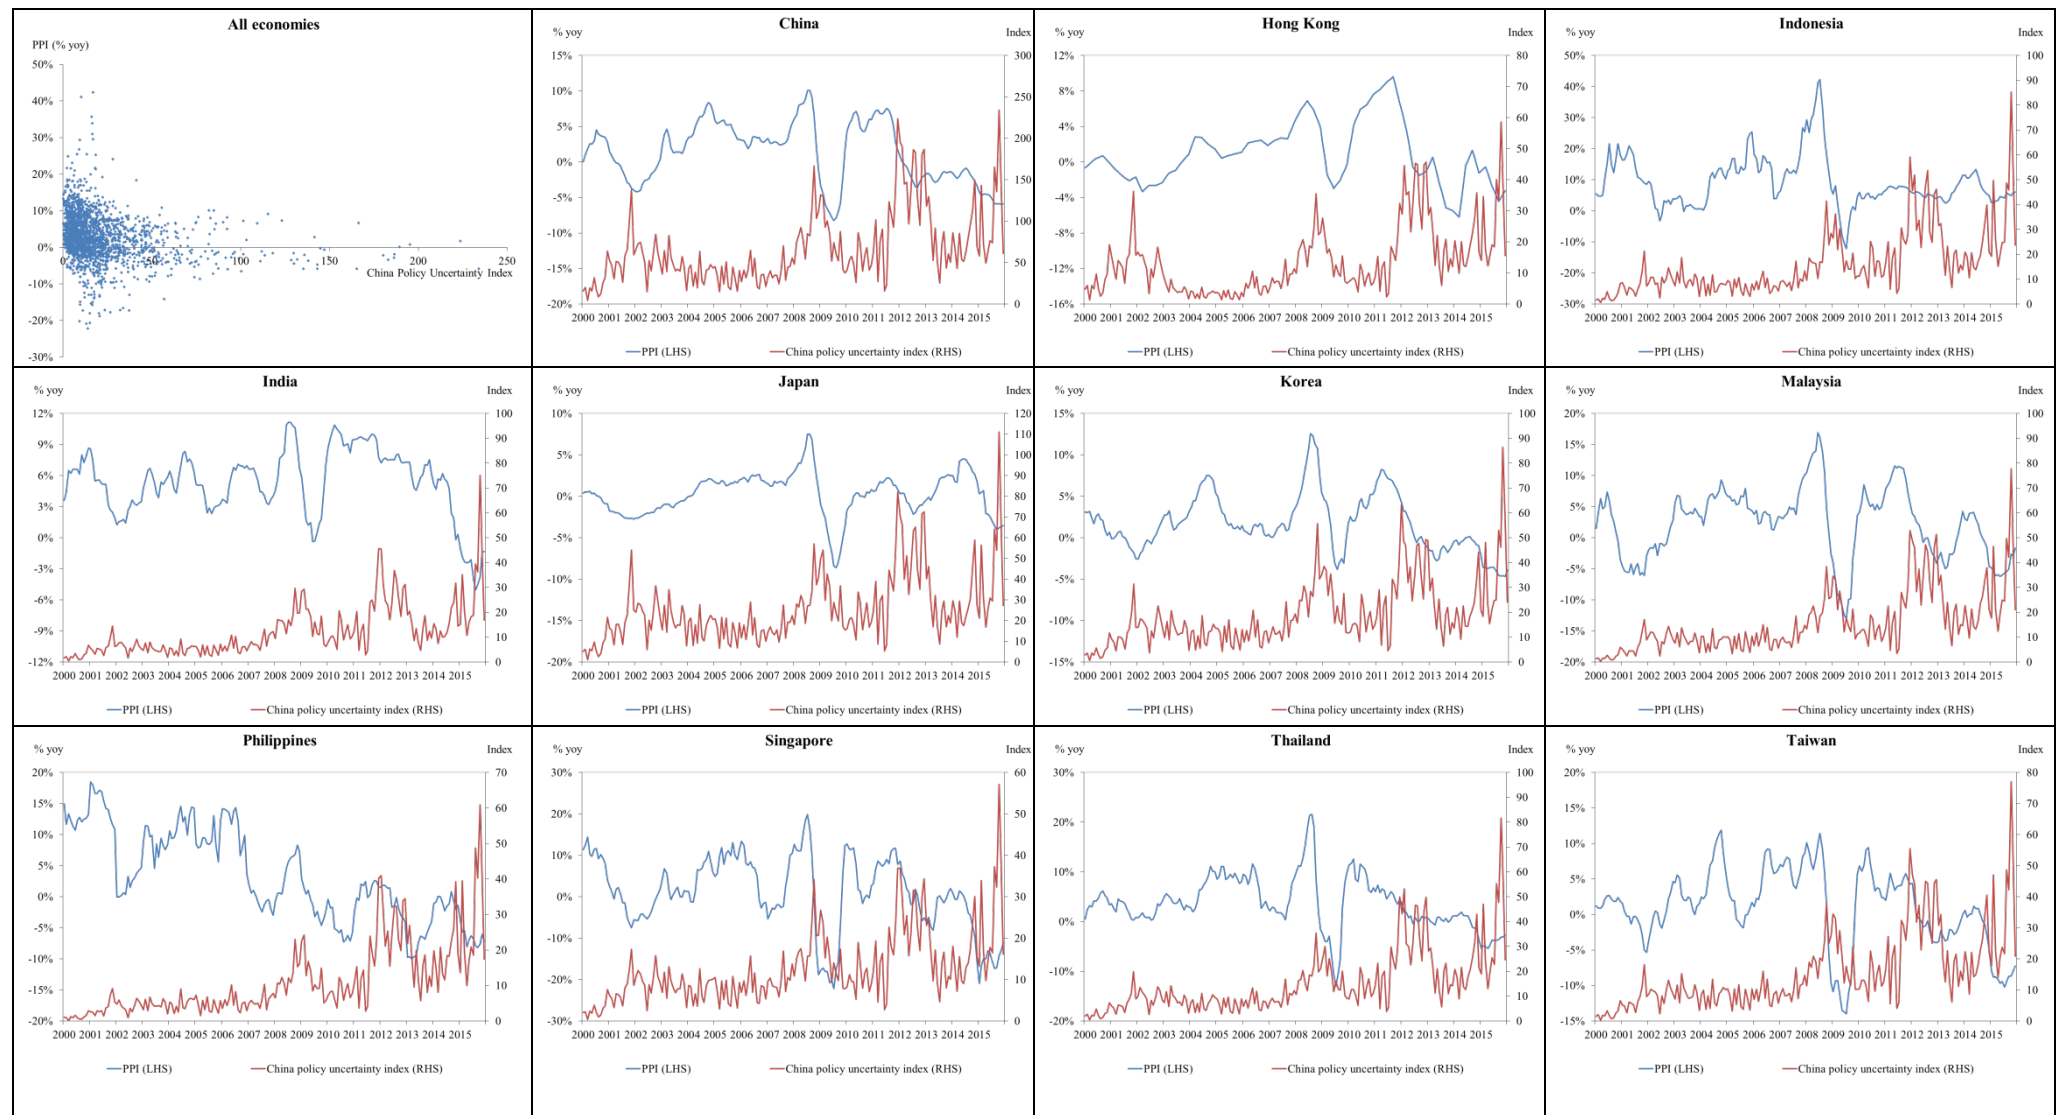 All economies
PPI (% yoy)
50%
40%
30%
20%
10%
0%
-10%
-20%
-30%
0 50 100 150 200 250
China Policy Uncertainty Index
China
% yoy Index
15% 300
10% 250
5% 200
0% 150
-5% 100
-10% 50
-15% 0
-20%
2000 2001 2002 2003 2004 2005 2006 2007 2008 2009 2010 2011 2012 2013 2014 2015
PPI (LHS) China policy uncertainty index (RHS)
Hong Kong
% yoy Index
12% 80
8% 70
4% 60
0% 50
-4% 40
-8% 30
-12% 20
-16% 10
0
2000 2001 2002 2003 2004 2005 2006 2007 2008 2009 2010 2011 2012 2013 2014 2015
PPI (LHS) China policy uncertainty index (RHS)
Indonesia
% yoy Index
50% 100
40% 90
30% 80
20% 70
10% 60
0% 50
-10% 40
-20% 30
-30% 20
10
0
2000 2001 2002 2003 2004 2005 2006 2007 2008 2009 2010 2011 2012 2013 2014 2015
PPI (LHS) China policy uncertainty index (RHS)
India
% yoy Index
12% 100
9% 90
6% 80
3% 70
0% 60
-3% 50
-6% 40
-9% 30
-12% 20
10
0
2000 2001 2002 2003 2004 2005 2006 2007 2008 2009 2010 2011 2012 2013 2014 2015
PPI (LHS) China policy uncertainty index (RHS)
Japan
% yoy Index
10% 120
5% 110
0% 100
-5% 90
-10% 80
-15% 70
-20% 60
50
40
30
20
10
0
2000 2001 2002 2003 2004 2005 2006 2007 2008 2009 2010 2011 2012 2013 2014 2015
PPI (LHS) China policy uncertainty index (RHS)
Korea
% yoy Index
15% 100
10% 90
5% 80
0% 70
-5% 60
-10% 50
-15% 40
30
20
10
0
2000 2001 2002 2003 2004 2005 2006 2007 2008 2009 2010 2011 2012 2013 2014 2015
PPI (LHS) China policy uncertainty index (RHS)
Malaysia
% yoy Index
20% 100
15% 90
10% 80
5% 70
0% 60
-5% 50
-10% 40
-15% 30
-20% 20
10
0
2000 2001 2002 2003 2004 2005 2006 2007 2008 2009 2010 2011 2012 2013 2014 2015
PPI (LHS) China policy uncertainty index (RHS)
Philippines
% yoy Index
20% 70
15% 60
10% 50
5% 40
0% 30
-5% 20
-10% 10
-15% 0
-20%
2000 2001 2002 2003 2004 2005 2006 2007 2008 2009 2010 2011 2012 2013 2014 2015
PPI (LHS) China policy uncertainty index (RHS)
Singapore
% yoy Index
30% 60
20% 50
10% 40
0% 30
-10% 20
-20% 10
-30% 0
2000 2001 2002 2003 2004 2005 2006 2007 2008 2009 2010 2011 2012 2013 2014 2015
PPI (LHS) China policy uncertainty index (RHS)
Thailand
% yoy Index
30% 100
20% 90
10% 80
0% 70
-10% 60
-20% 50
40
30
20
10
0
2000 2001 2002 2003 2004 2005 2006 2007 2008 2009 2010 2011 2012 2013 2014 2015
PPI (LHS) China policy uncertainty index (RHS)
Taiwan
% yoy Index
20% 80
15% 70
10% 60
5% 50
0% 40
-5% 30
-10% 20
-15% 10
0
2000 2001 2002 2003 2004 2005 2006 2007 2008 2009 2010 2011 2012 2013 2014 2015
PPI (LHS) China policy uncertainty index (RHS)